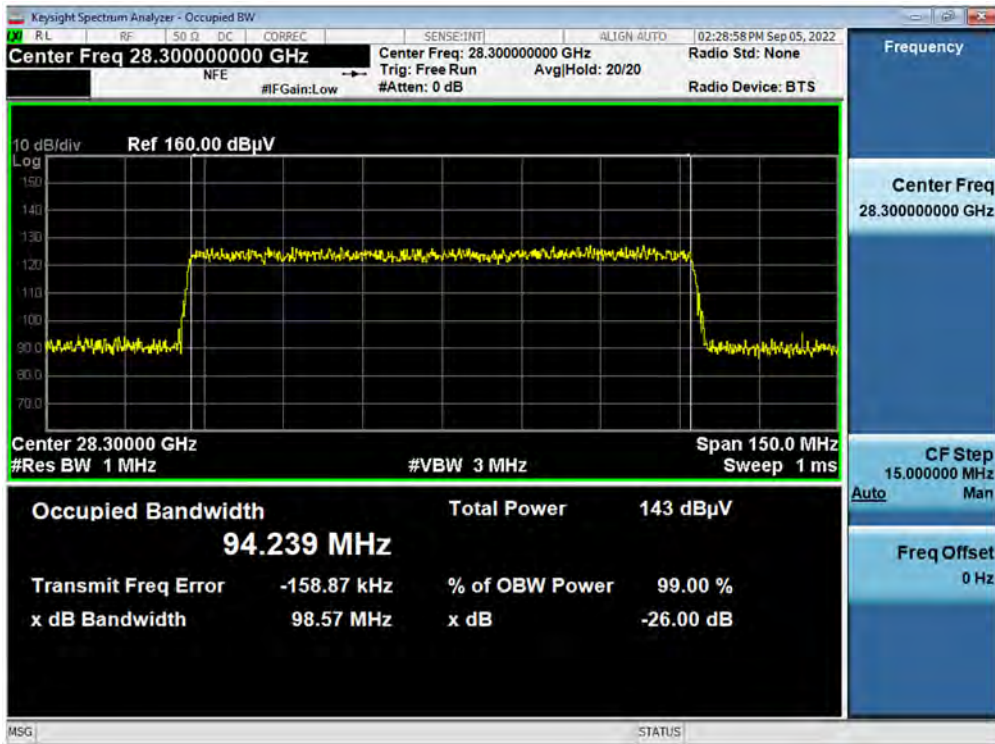 Keysight Spectrum Analyzer - Occupied BW
LXI RL RF 50 Ω DC CORREC SENSE:INT ALIGN AUTO 02:28:58 PM Sep 05, 2022
Center Freq 28.300000000 GHz
NFE
#IFGain:Low
Center Freq: 28.300000000 GHz
Trig: Free Run Avg|Hold: 20/20
#Atten: 0 dB
Radio Std: None
Radio Device: BTS
10 dB/div Ref 160.00 dBµV
Log
150
140
130
120
110
100
90.0
80.0
70.0
Center 28.30000 GHz Span 150.0 MHz
#Res BW 1 MHz #VBW 3 MHz Sweep 1 ms
Occupied Bandwidth Total Power 143 dBµV
94.239 MHz
Transmit Freq Error -158.87 kHz % of OBW Power 99.00 %
x dB Bandwidth 98.57 MHz x dB -26.00 dB
Frequency
Center Freq
28.300000000 GHz
CF Step
15.000000 MHz
Auto Man
Freq Offset
0 Hz
MSG STATUS